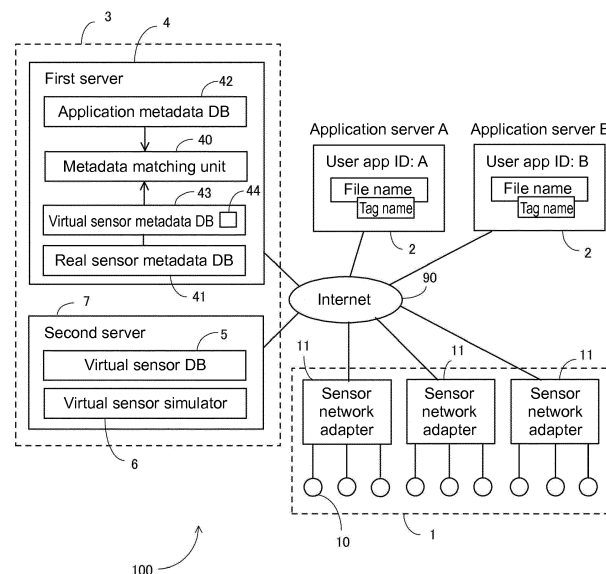 3
4
First server
42
Application metadata DB
40
Metadata matching unit
43
44
Virtual sensor metadata DB
Real sensor metadata DB
41
7
Second server
5
Virtual sensor DB
Virtual sensor simulator
6
Application server A
User app ID: A
File name
Tag name
2
Application server B
User app ID: B
File name
Tag name
2
90
Internet
11
Sensor network adapter
11
Sensor network adapter
11
Sensor network adapter
10
1
100